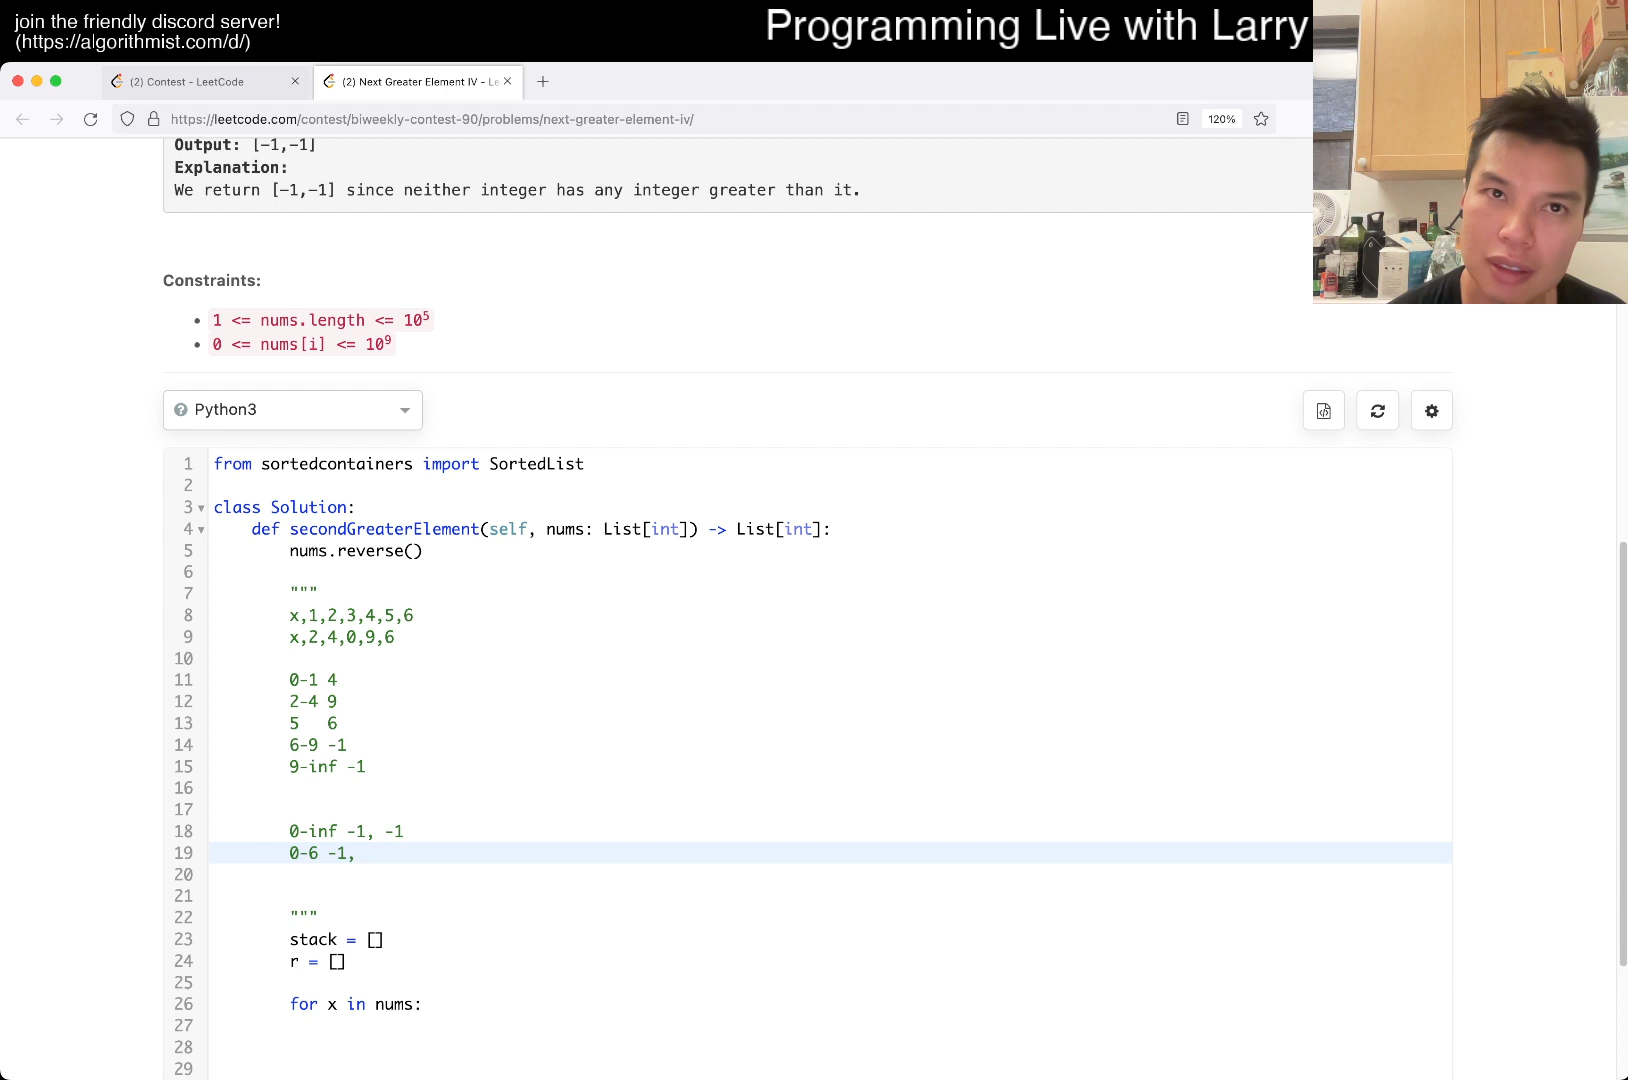 join the friendly discord server!
(https://algorithmist.com/d/)
Programming Live with Larry
(2) Contest - LeetCode
(2) Next Greater Element IV - Le
https://leetcode.com/contest/biweekly-contest-90/problems/next-greater-element-iv/
120%
Output: [-1,-1]
Explanation:
We return [-1,-1] since neither integer has any integer greater than it.
Constraints:
• 1 <= nums.length <= 10⁵
• 0 <= nums[i] <= 10⁹
Python3
1 from sortedcontainers import SortedList
2
3 class Solution:
4 def secondGreaterElement(self, nums: List[int]) -> List[int]:
5 nums.reverse()
6
7 """
8 x,1,2,3,4,5,6
9 x,2,4,0,9,6
10
11 0-1 4
12 2-4 9
13 5 6
14 6-9 -1
15 9-inf -1
16
17
18 0-inf -1, -1
19 0-6 -1,
20
21
22 """
23 stack = []
24 r = []
25
26 for x in nums:
27
28
29